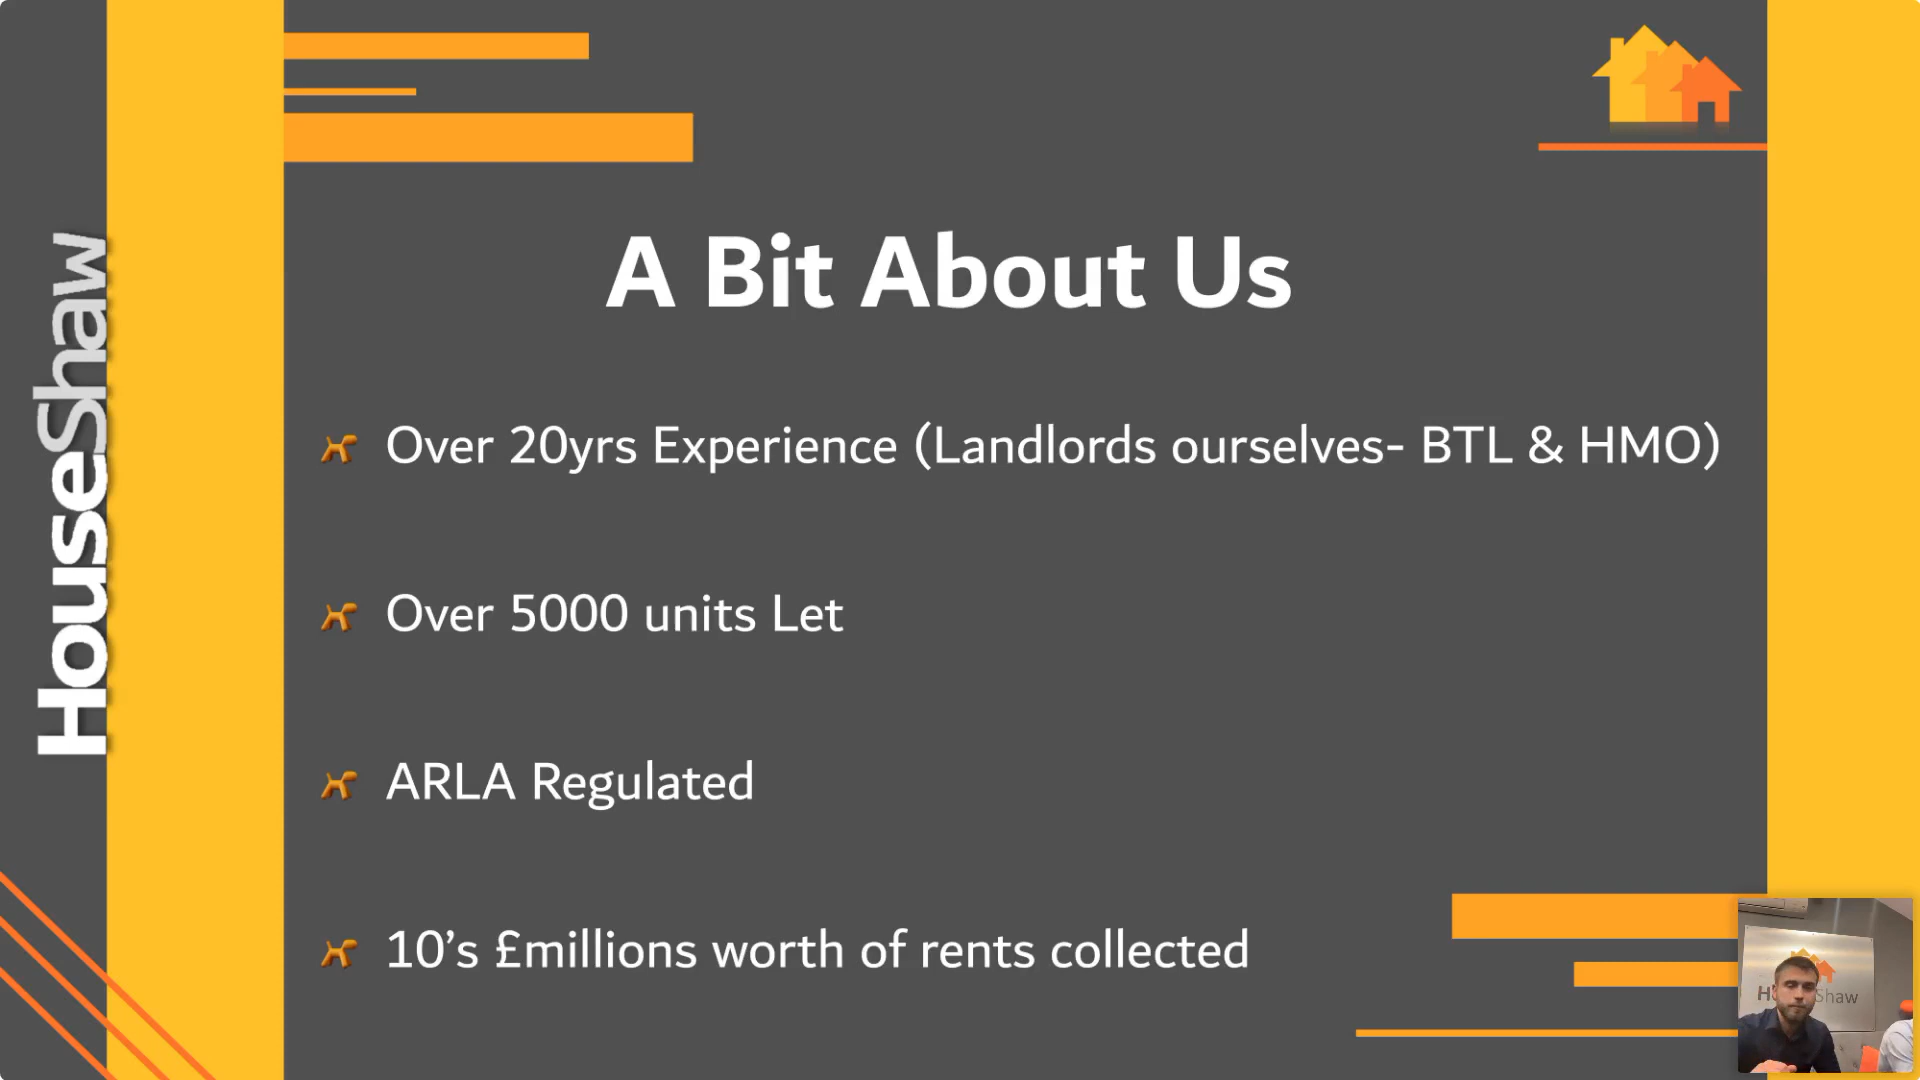 HouseShaw
A Bit About Us
Over 20yrs Experience (Landlords ourselves- BTL & HMO)
Over 5000 units Let
ARLA Regulated
10’s £millions worth of rents collected
Shaw